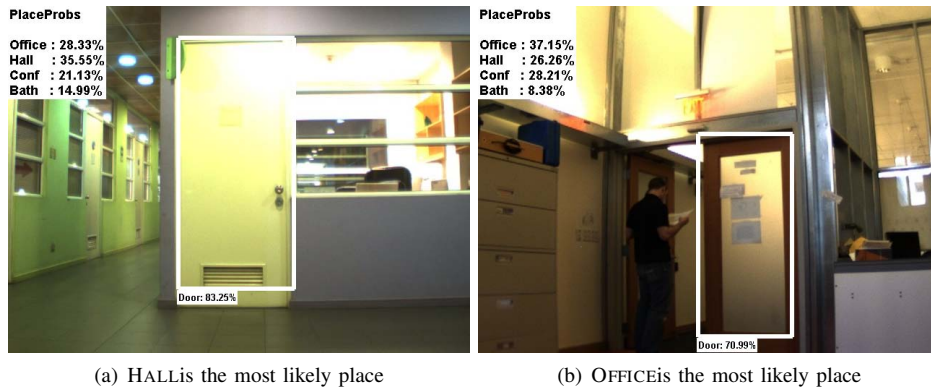 PlaceProbs
Office : 28.33%
Hall : 35.55%
Conf : 21.13%
Bath : 14.99%
Door: 83.25%
(a) HALLis the most likely place
PlaceProbs
Office : 37.15%
Hall : 26.26%
Conf : 28.21%
Bath : 8.38%
Door: 70.99%
(b) OFFICEis the most likely place